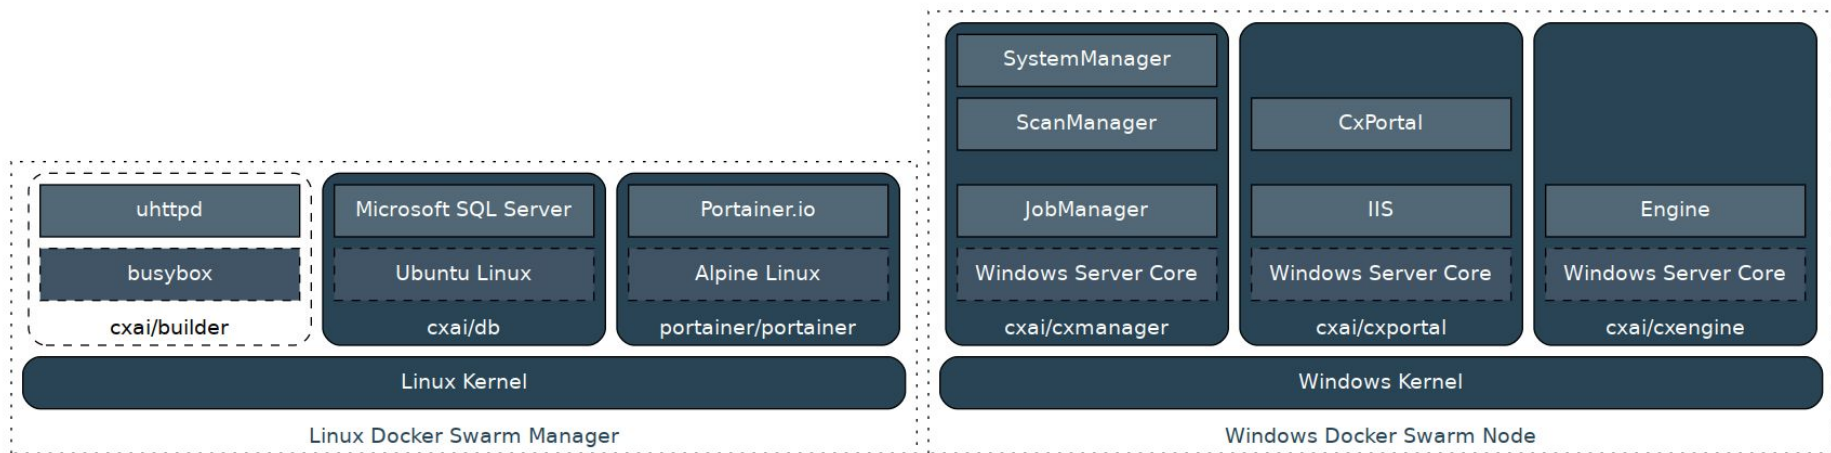 uhttpd
busybox
cxai/builder
Microsoft SQL Server
Ubuntu Linux
cxai/db
Portainer.io
Alpine Linux
portainer/portainer
Linux Kernel
Linux Docker Swarm Manager
SystemManager
ScanManager
JobManager
Windows Server Core
cxai/cxmanager
CxPortal
IIS
Windows Server Core
cxai/cxportal
Engine
Windows Server Core
cxai/cxengine
Windows Kernel
Windows Docker Swarm Node